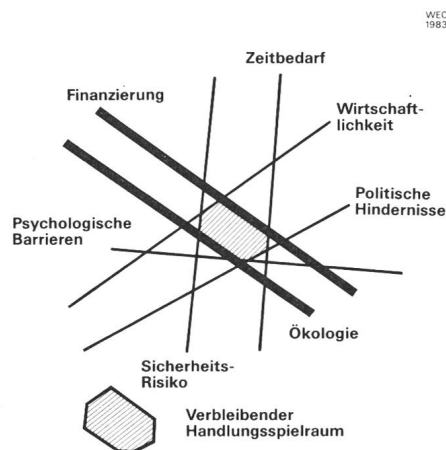 WEC
1983
Zeitbedarf
Finanzierung
Wirtschaft-
lichkeit
Politische
Hindernisse
Psychologische
Barrieren
Ökologie
Sicherheits-
Risiko
Verbleibender
Handlungsspielraum